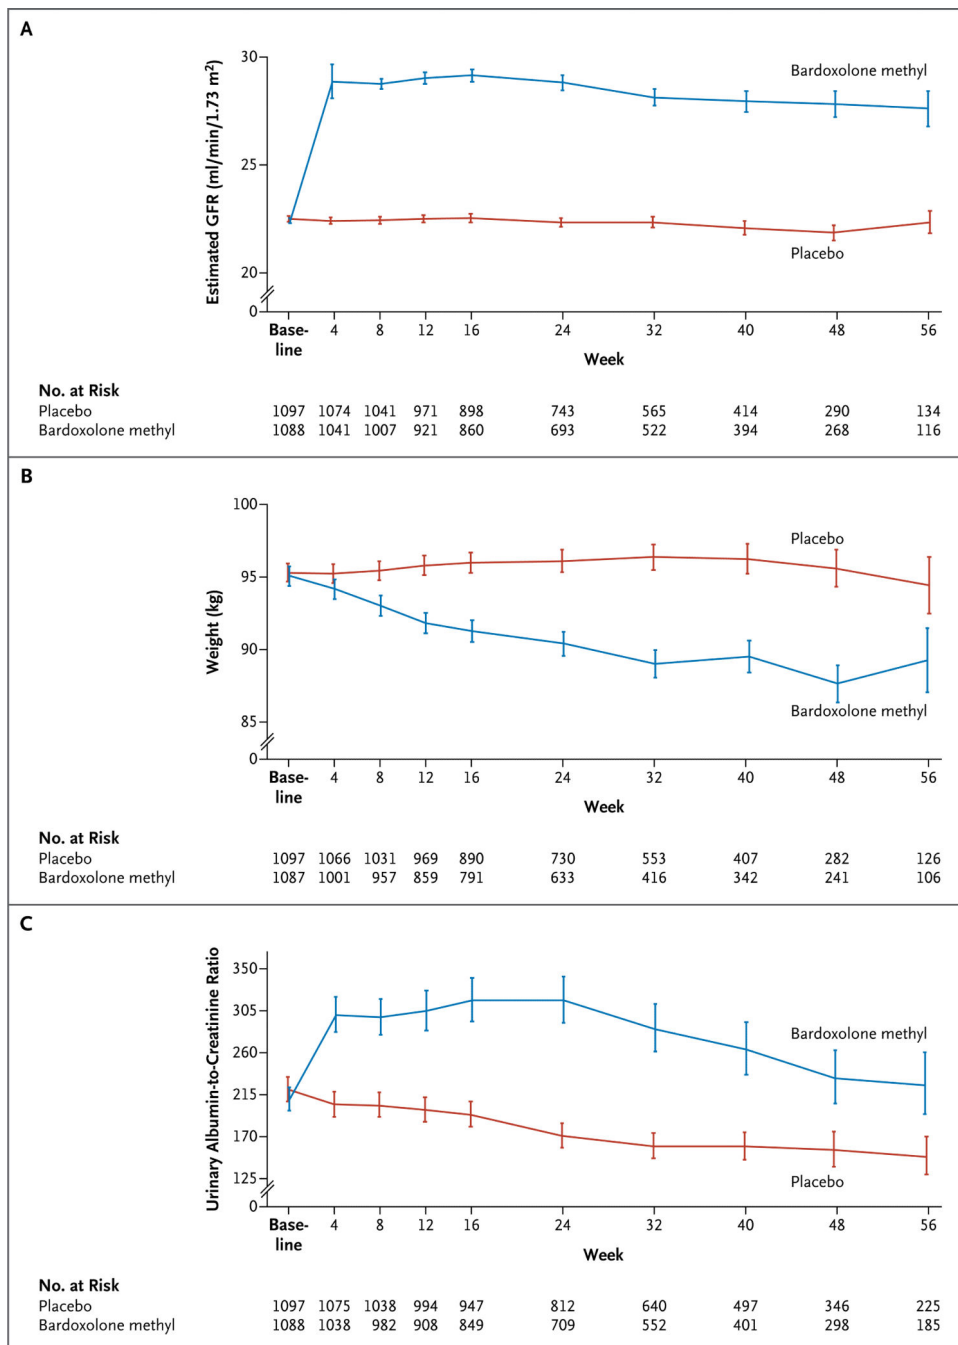 A
30
Bardoxolone methyl
25
Placebo
20
0
Estimated GFR (ml/min/1.73 m²)
Base-
line
4 8 12 16 24 32 40 48 56
Week
No. at Risk
Placebo 1097 1074 1041 971 898 743 565 414 290 134
Bardoxolone methyl 1088 1041 1007 921 860 693 522 394 268 116
B
100
Placebo
95
90
Bardoxolone methyl
85
0
Weight (kg)
Base-
line
4 8 12 16 24 32 40 48 56
Week
No. at Risk
Placebo 1097 1066 1031 969 890 730 553 407 282 126
Bardoxolone methyl 1087 1001 957 859 791 633 416 342 241 106
C
350
305
Bardoxolone methyl
260
215
170
Placebo
125
0
Urinary Albumin-to-Creatinine Ratio
Base-
line
4 8 12 16 24 32 40 48 56
Week
No. at Risk
Placebo 1097 1075 1038 994 947 812 640 497 346 225
Bardoxolone methyl 1088 1038 982 908 849 709 552 401 298 185